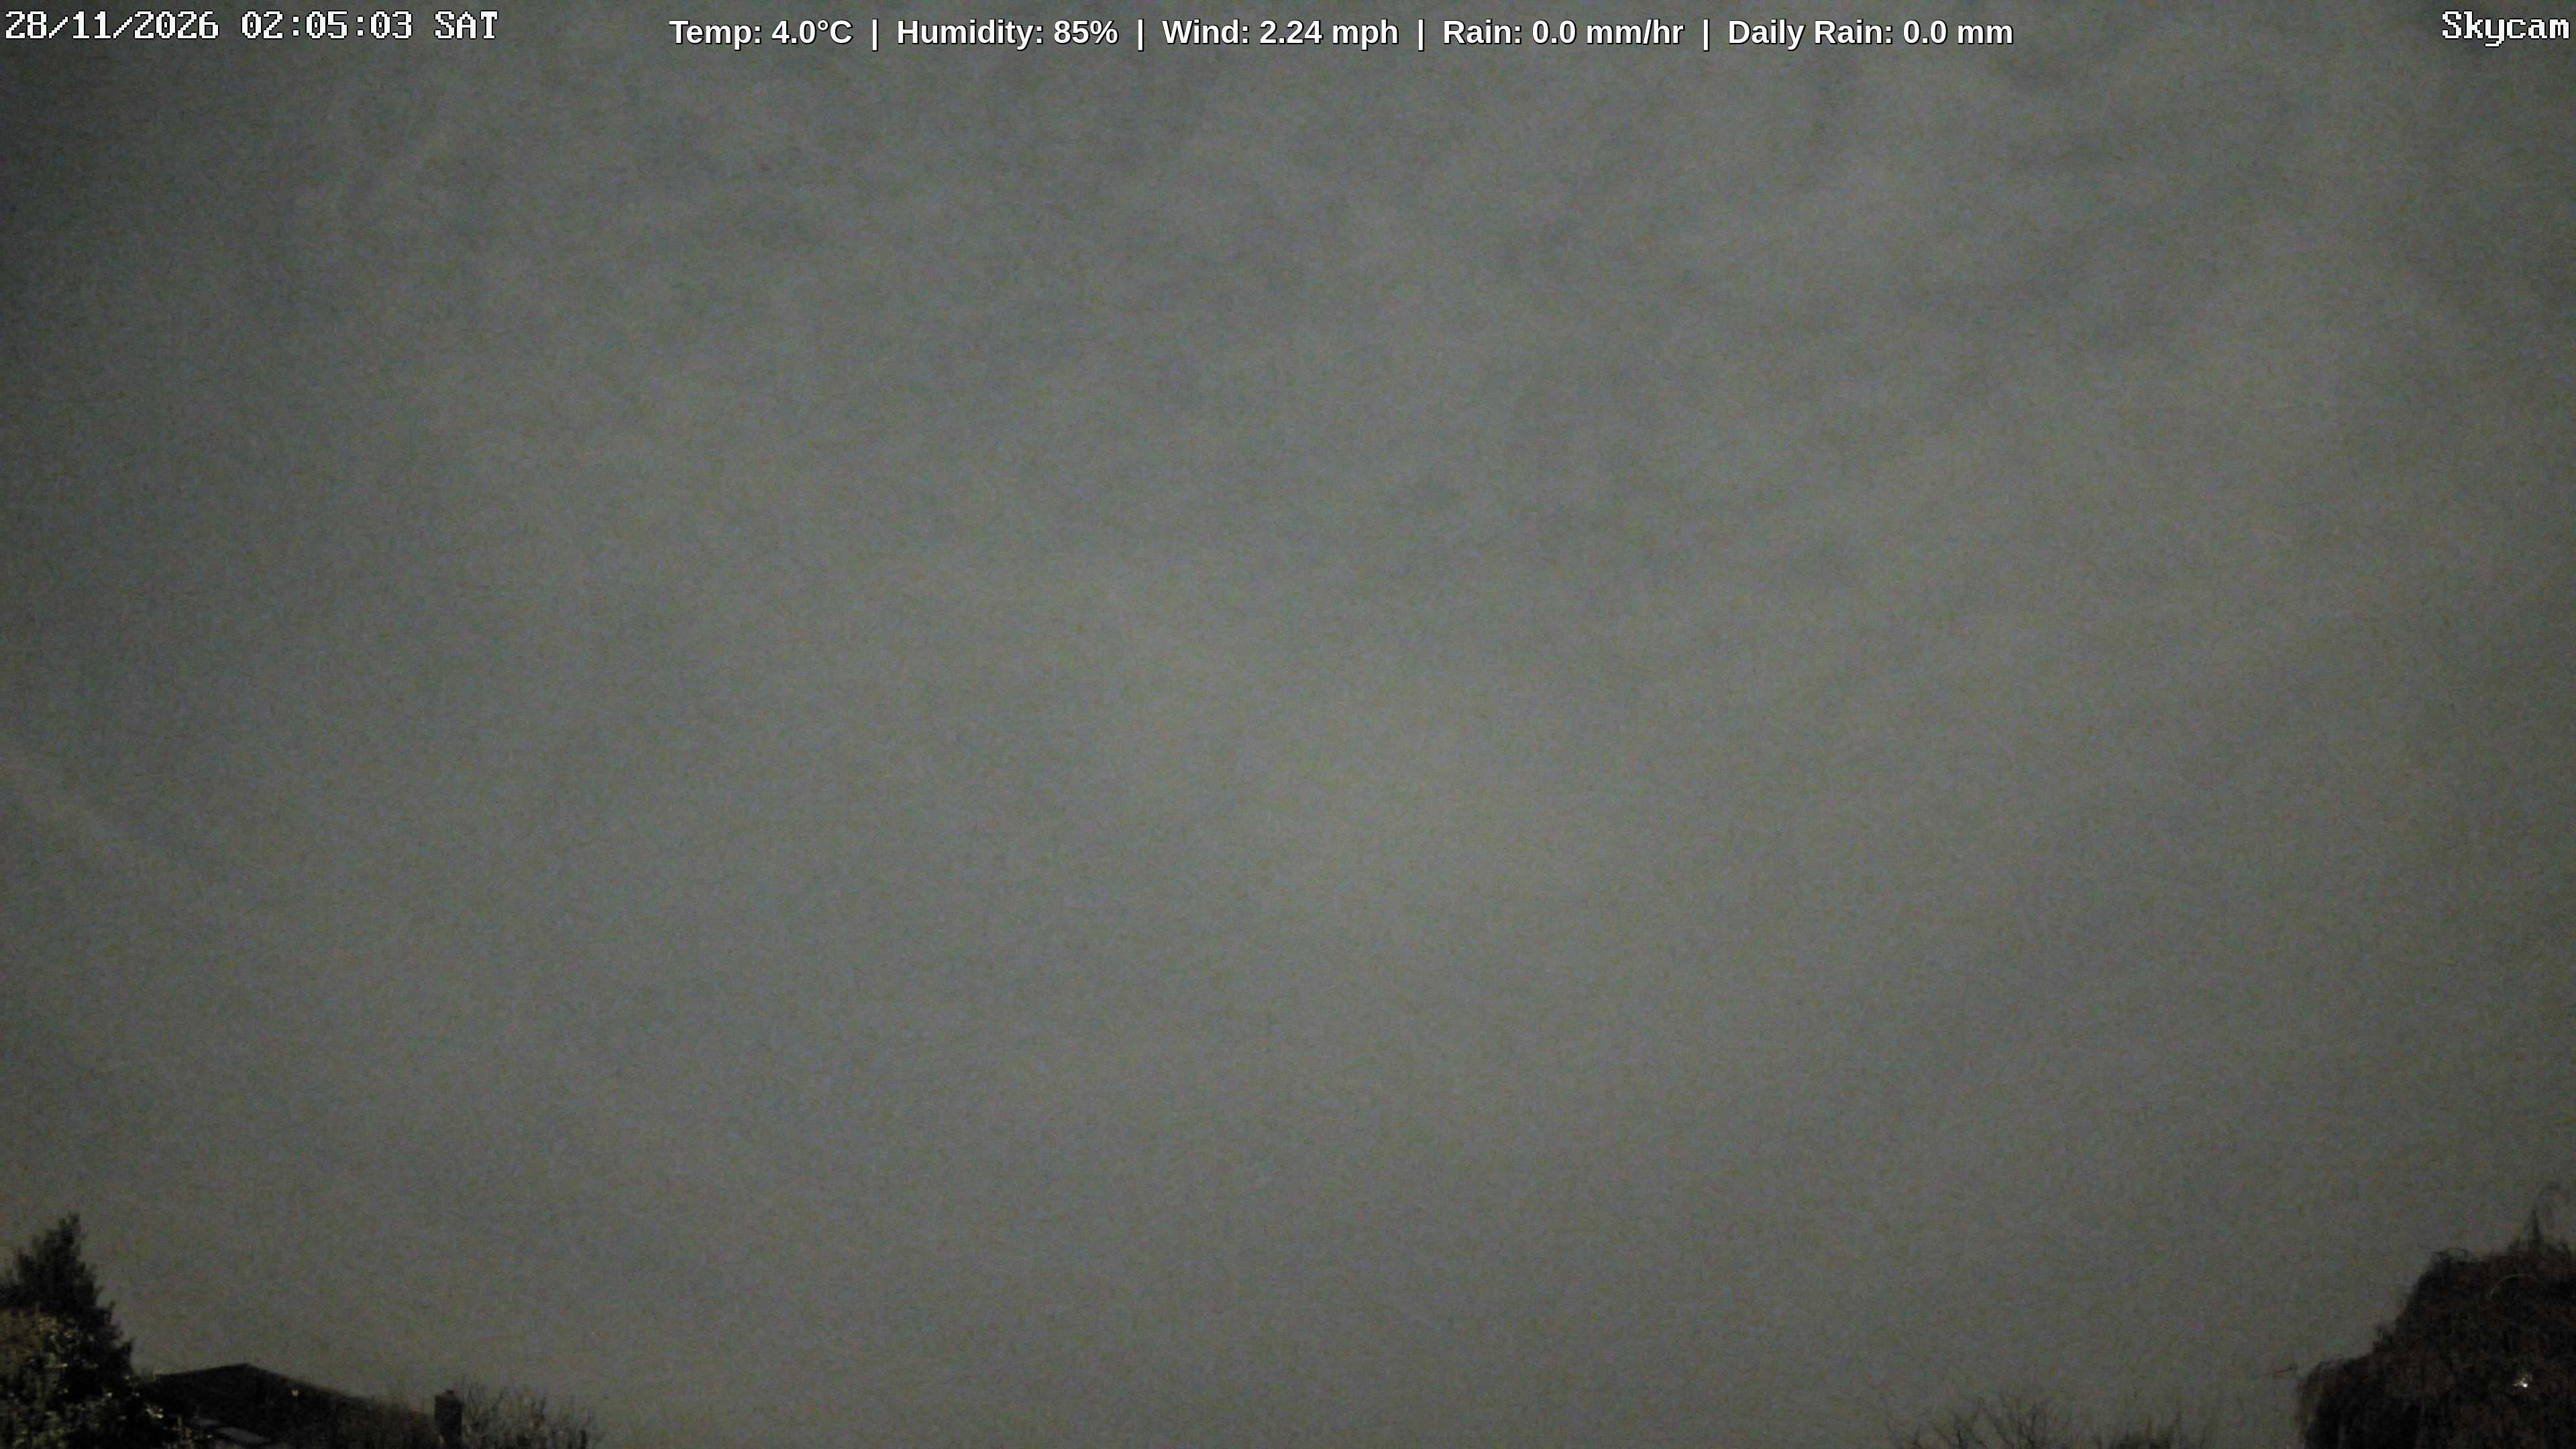 28/11/2026 02:05:03 SAT
Temp: 4.0°C | Humidity: 85% | Wind: 2.24 mph | Rain: 0.0 mm/hr | Daily Rain: 0.0 mm
Skycam